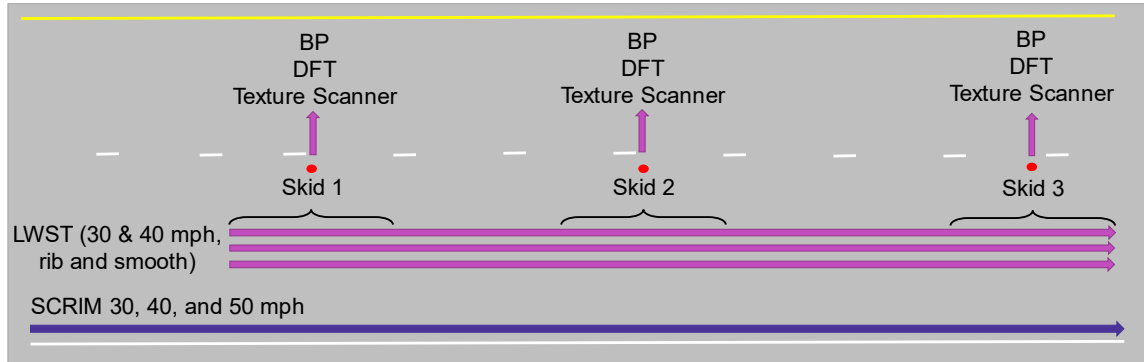 BP
DFT
Texture Scanner
BP
DFT
Texture Scanner
BP
DFT
Texture Scanner
Skid 1
Skid 2
Skid 3
LWST (30 & 40 mph,
rib and smooth)
SCRIM 30, 40, and 50 mph